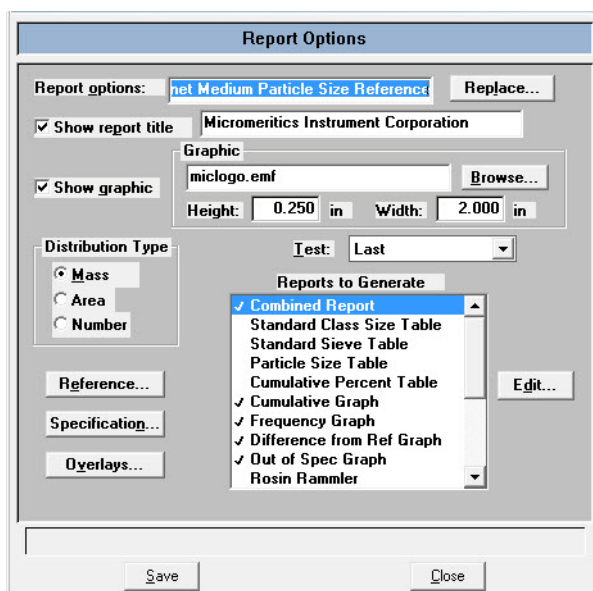 Report Options
Report options: net Medium Particle Size Reference Replace...
Show report title Micromeritics Instrument Corporation
Graphic
Show graphic miclogo.emf Browse...
Height: 0.250 in Width: 2.000 in
Distribution Type
Mass
Area
Number
Test: Last
Reports to Generate
Combined Report
Standard Class Size Table
Standard Sieve Table
Particle Size Table
Cumulative Percent Table
Cumulative Graph
Frequency Graph
Difference from Ref Graph
Out of Spec Graph
Rosin Rammler
Reference...
Specification...
Overlays...
Edit...
Save Close